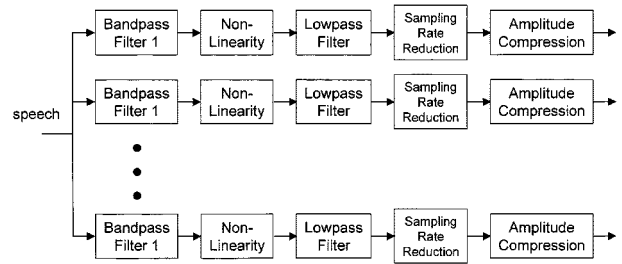 Bandpass
Filter 1
Non-
Linearity
Lowpass
Filter
Sampling
Rate
Reduction
Amplitude
Compression
speech
Bandpass
Filter 1
Non-
Linearity
Lowpass
Filter
Sampling
Rate
Reduction
Amplitude
Compression
Bandpass
Filter 1
Non-
Linearity
Lowpass
Filter
Sampling
Rate
Reduction
Amplitude
Compression